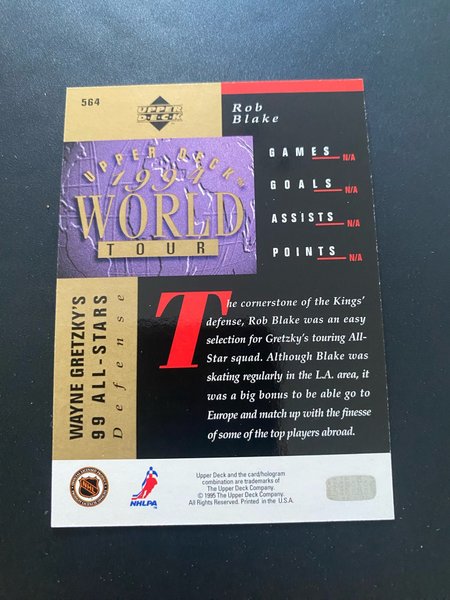 564
UPPER
DECK
Rob
Blake
UPPER DECK
1994
WORLD
TOUR
GAMES N/A
GOALS N/A
ASSISTS N/A
POINTS N/A
WAYNE GRETZKY'S
99 ALL-STARS
Defense
The cornerstone of the Kings'
defense, Rob Blake was an easy
selection for Gretzky's touring All-
Star squad. Although Blake was
skating regularly in the L.A. area, it
was a big bonus to be able go to
Europe and match up with the finesse
of some of the top players abroad.
NHLPA
Upper Deck and the card/hologram
combination are trademarks of
The Upper Deck Company.
© 1995 The Upper Deck Company.
All Rights Reserved. Printed in the U.S.A.